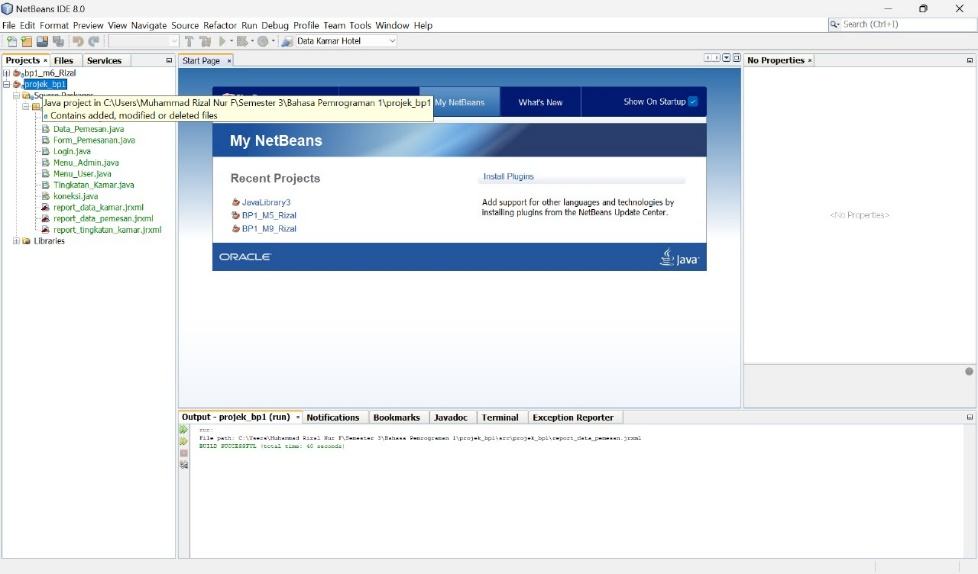 NetBeans IDE 8.0
File Edit Format Preview View Navigate Source Refactor Run Debug Profile Team Tools Window Help
Search (Ctrl+I)
Data Kamar Hotel
Projects × Files Services
Start Page ×
No Properties ×
bp1_m6_Rizal
projek_bp1
Source Packages
Java project in C:\Users\Muhammad Rizal Nur F\Semester 3\Bahasa Pemrograman 1\projek_bp1
Contains added, modified or deleted files
Data_Pemesan.java
Form_Pemesanan.java
Login.java
Menu_Admin.java
Menu_User.java
Tingkatan_Kamar.java
koneksi.java
report_data_kamar.jrxml
report_data_pemesan.jrxml
report_tingkatan_kamar.jrxml
Libraries
My NetBeans
What's New
Show On Startup
My NetBeans
Recent Projects
JavaLibrary3
BP1_M5_Rizal
BP1_M9_Rizal
Install Plugins
Add support for other languages and technologies by
installing plugins from the NetBeans Update Center.
ORACLE
Java
<No Properties>
Output - projek_bp1 (run) × Notifications Bookmarks Javadoc Terminal Exception Reporter
run:
File path: C:\Users\Muhammad Rizal Nur F\Semester 3\Bahasa Pemrograman 1\projek_bp1\src\projek_bp1\report_data_pemesan.jrxml
BUILD SUCCESSFUL (total time: 46 seconds)